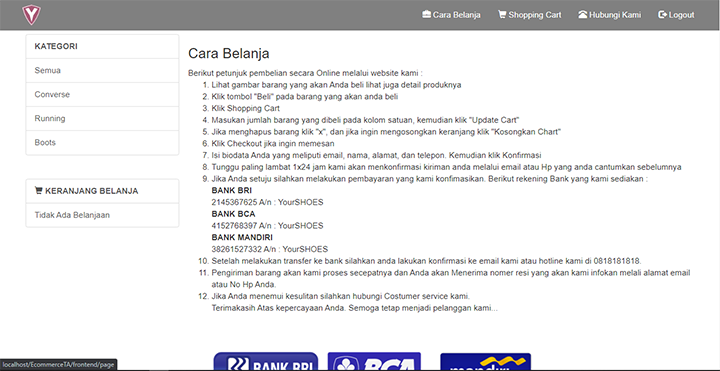 Cara Belanja
Shopping Cart
Hubungi Kami
Logout
KATEGORI
Semua
Converse
Running
Boots
KERANJANG BELANJA
Tidak Ada Belanjaan
Cara Belanja
Berikut petunjuk pembelian secara Online melalui website kami :
1. Lihat gambar barang yang akan Anda beli lihat juga detail produknya
2. Klik tombol "Beli" pada barang yang akan anda beli
3. Klik Shopping Cart
4. Masukan jumlah barang yang dibeli pada kolom satuan, kemudian klik "Update Cart"
5. Jika menghapus barang klik "x", dan jika ingin mengosongkan keranjang klik "Kosongkan Chart"
6. Klik Checkout jika ingin memesan
7. Isi biodata Anda yang meliputi email, nama, alamat, dan telepon. Kemudian klik Konfirmasi
8. Tunggu paling lambat 1x24 jam kami akan menkonfirmasi kiriman anda melalui email atau Hp yang anda cantumkan sebelumnya
9. Jika Anda setuju silahkan melakukan pembayaran yang kami konfimasikan. Berikut rekening Bank yang kami sediakan :
BANK BRI
2145367625 A/n : YourSHOES
BANK BCA
4152768397 A/n : YourSHOES
BANK MANDIRI
38261527332 A/n : YourSHOES
10. Setelah melakukan transfer ke bank silahkan anda lakukan konfirmasi ke email kami atau hotline kami di 0818181818.
11. Pengiriman barang akan kami proses secepatnya dan Anda akan Menerima nomer resi yang akan kami infokan melali alamat email
atau No Hp Anda.
12. Jika Anda menemui kesulitan silahkan hubungi Costumer service kami.
Terimakasih Atas kepercayaan Anda. Semoga tetap menjadi pelanggan kami...
BANK BRI
BCA
localhost/EcommerceTA/frontend/page